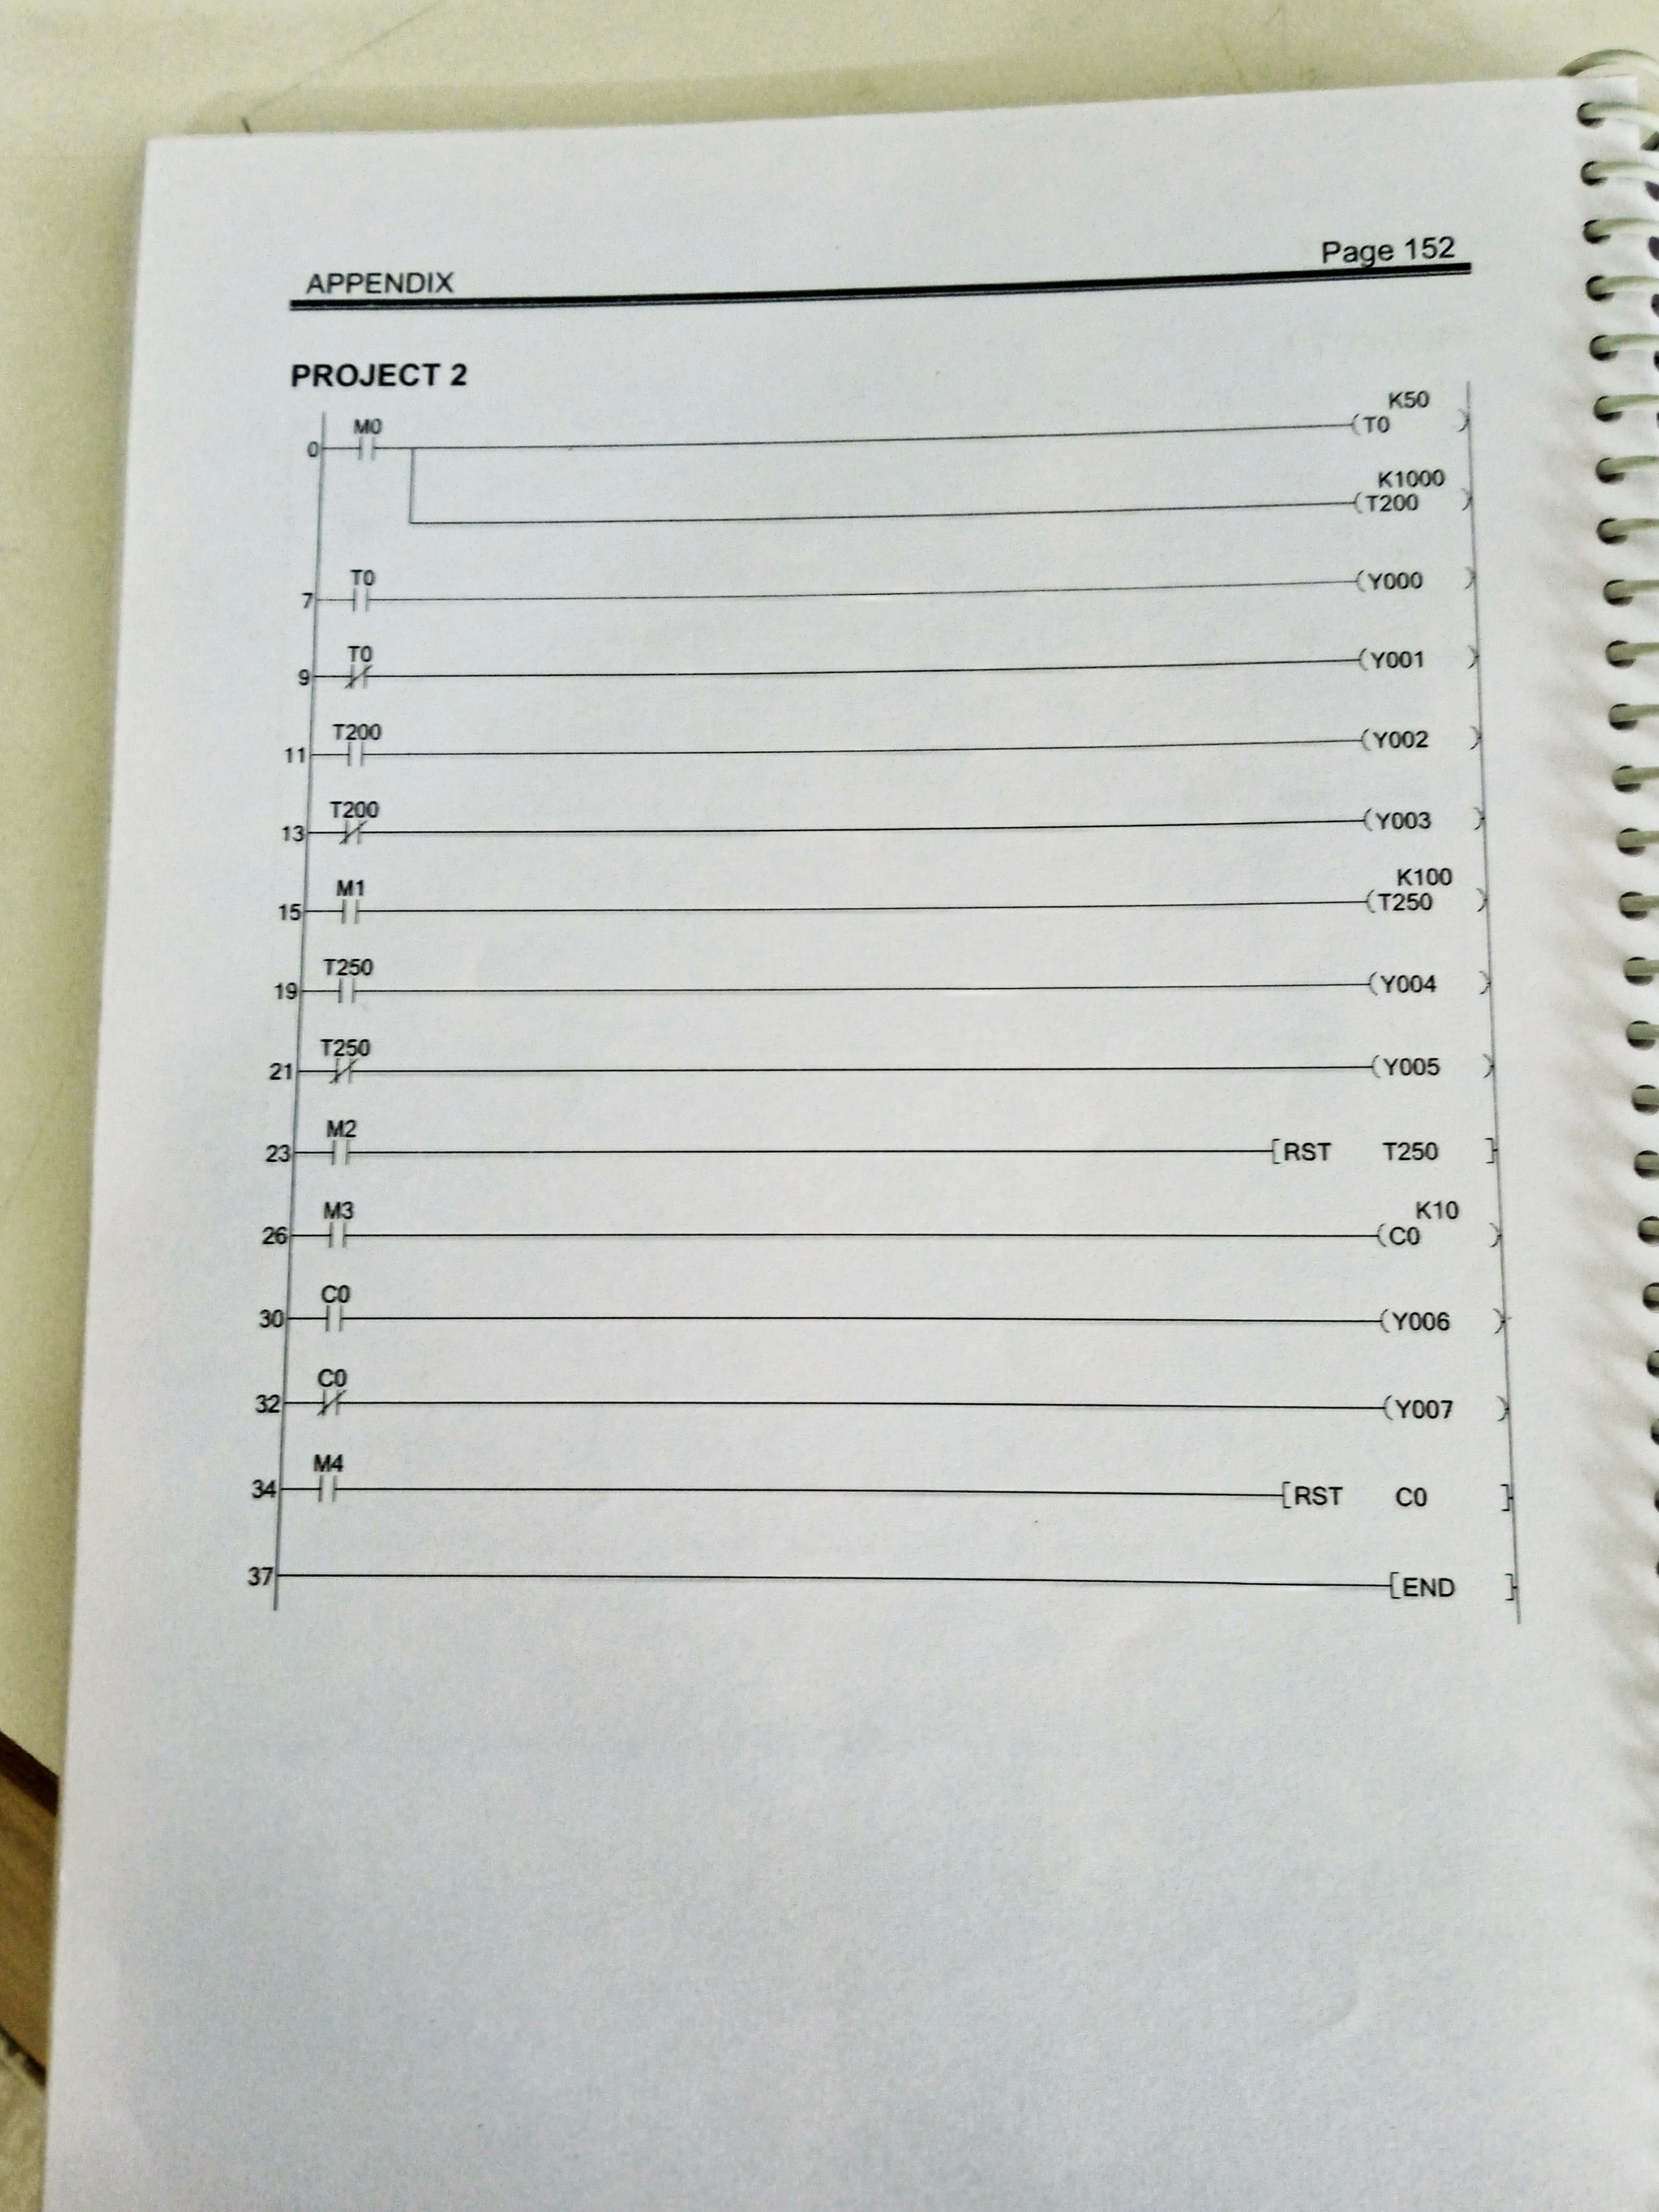 APPENDIX Page 152
PROJECT 2
K50
M0
0 (T0 )
K1000
(T200 )
T0
7 (Y000 )
T0
9 (Y001 )
T200
11 (Y002 )
T200
13 (Y003 )
M1 K100
15 (T250 )
T250
19 (Y004 )
T250
21 (Y005 )
M2
23 [RST T250 ]
M3 K10
26 (C0 )
C0
30 (Y006 )
C0
32 (Y007 )
M4
34 [RST C0 ]
37 [END ]